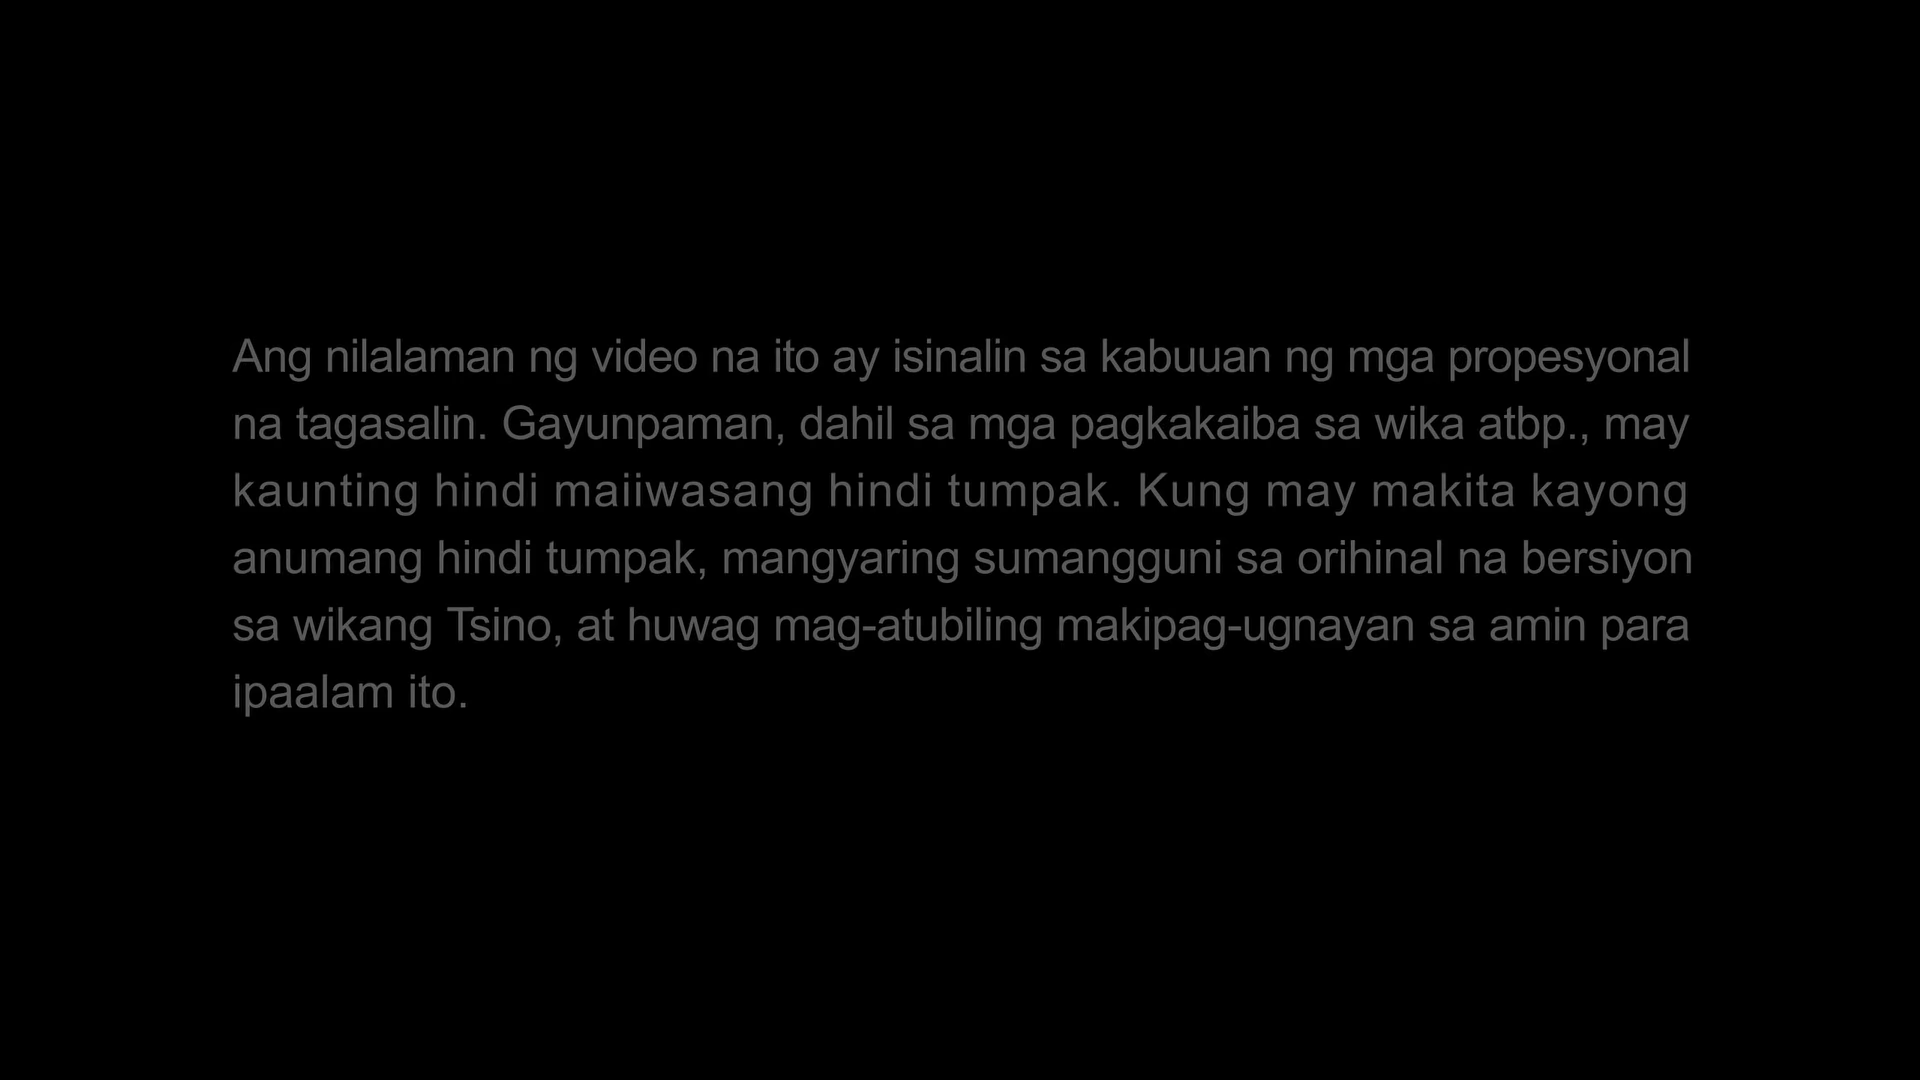 Ang nilalaman ng video na ito ay isinalin sa kabuuan ng mga propesyonal
na tagasalin. Gayunpaman, dahil sa mga pagkakaiba sa wika atbp., may
kaunting hindi maiiwasang hindi tumpak. Kung may makita kayong
anumang hindi tumpak, mangyaring sumangguni sa orihinal na bersiyon
sa wikang Tsino, at huwag mag-atubiling makipag-ugnayan sa amin para
ipaalam ito.